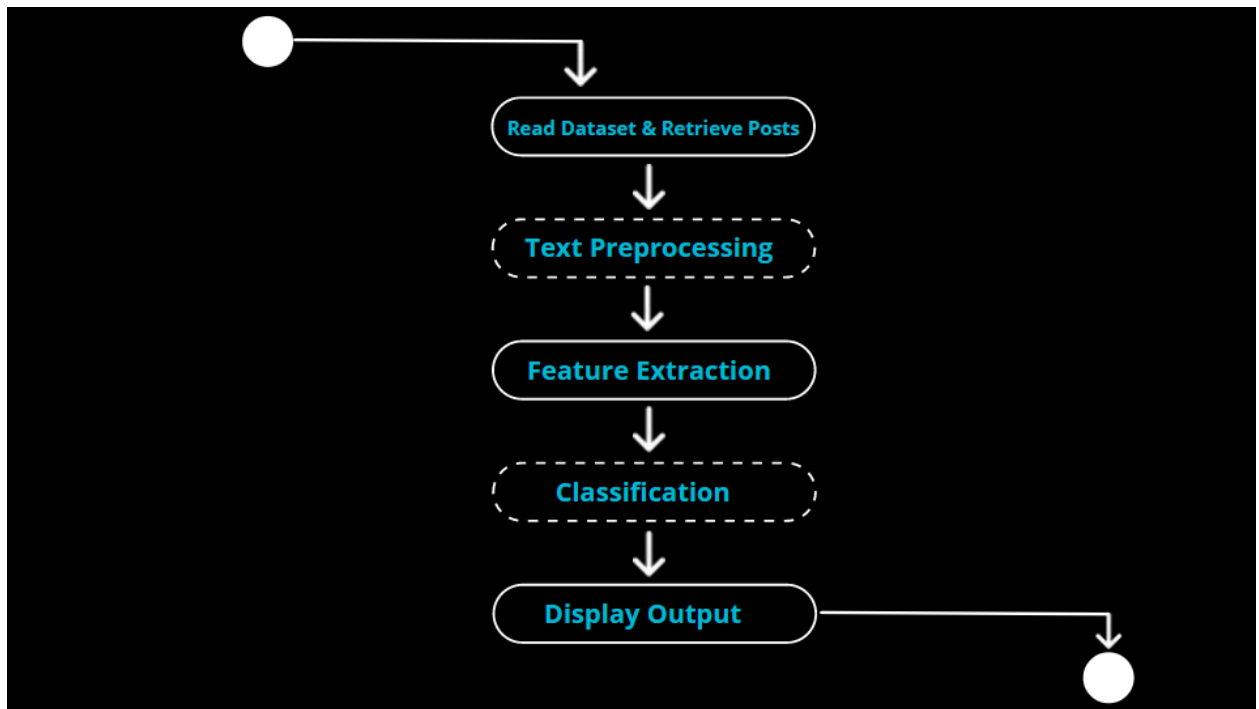 Read Dataset & Retrieve Posts
Text Preprocessing
Feature Extraction
Classification
Display Output